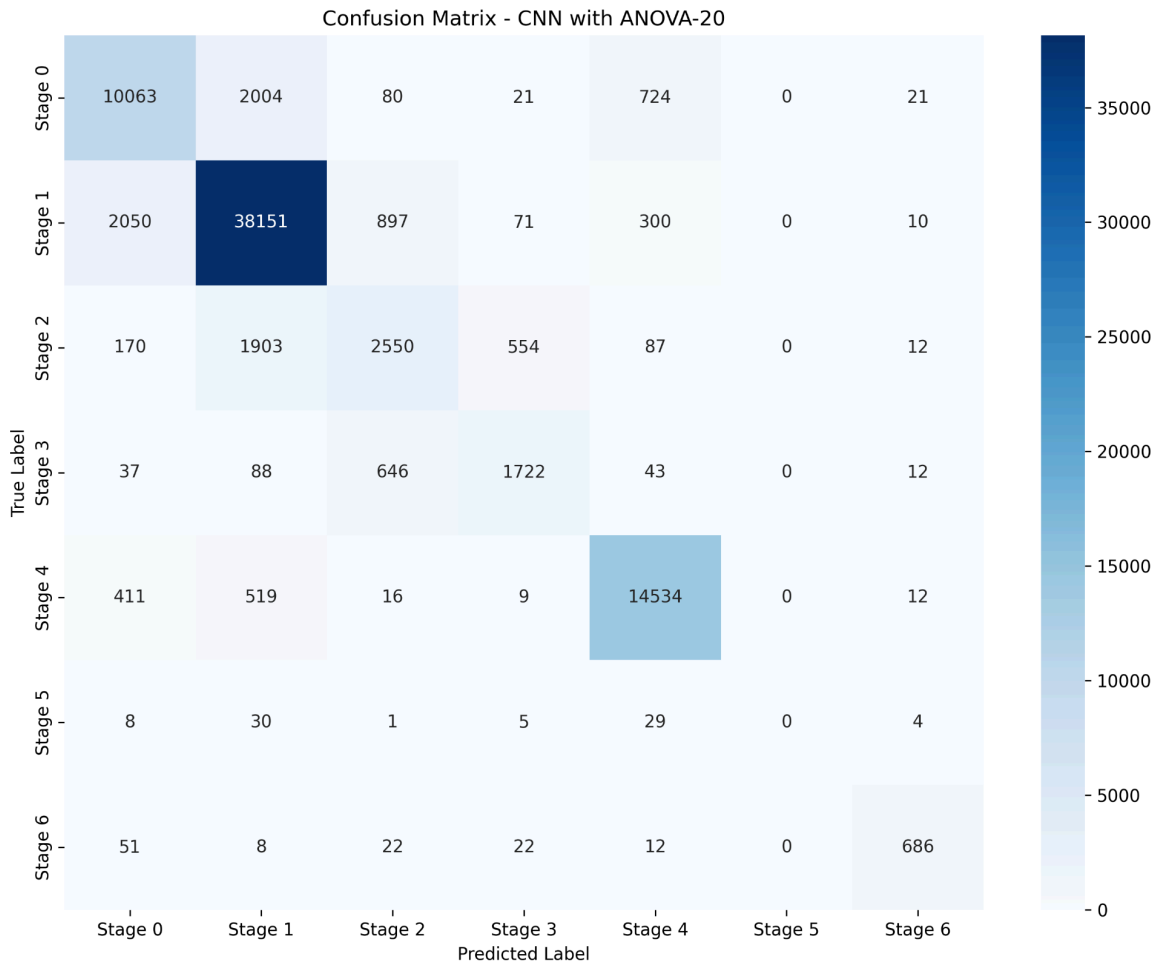 Confusion Matrix - CNN with ANOVA-20
Stage 0 10063 2004 80 21 724 0 21
Stage 1 2050 38151 897 71 300 0 10
Stage 2 170 1903 2550 554 87 0 12
Stage 3 37 88 646 1722 43 0 12
Stage 4 411 519 16 9 14534 0 12
Stage 5 8 30 1 5 29 0 4
Stage 6 51 8 22 22 12 0 686
Stage 0 Stage 1 Stage 2 Stage 3 Stage 4 Stage 5 Stage 6
Predicted Label
True Label
35000
30000
25000
20000
15000
10000
5000
0